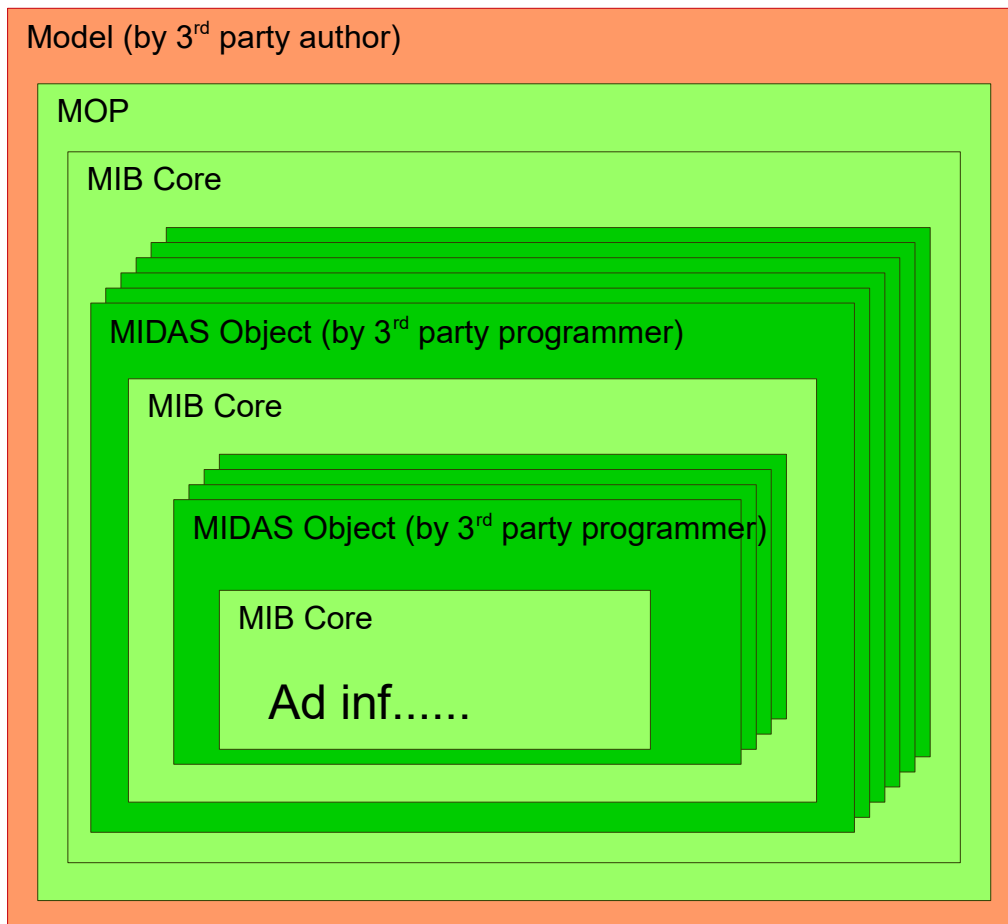 Model (by 3rd party author)
MOP
MIB Core
MIDAS Object (by 3rd party programmer)
MIB Core
MIDAS Object (by 3rd party programmer)
MIB Core
Ad inf......